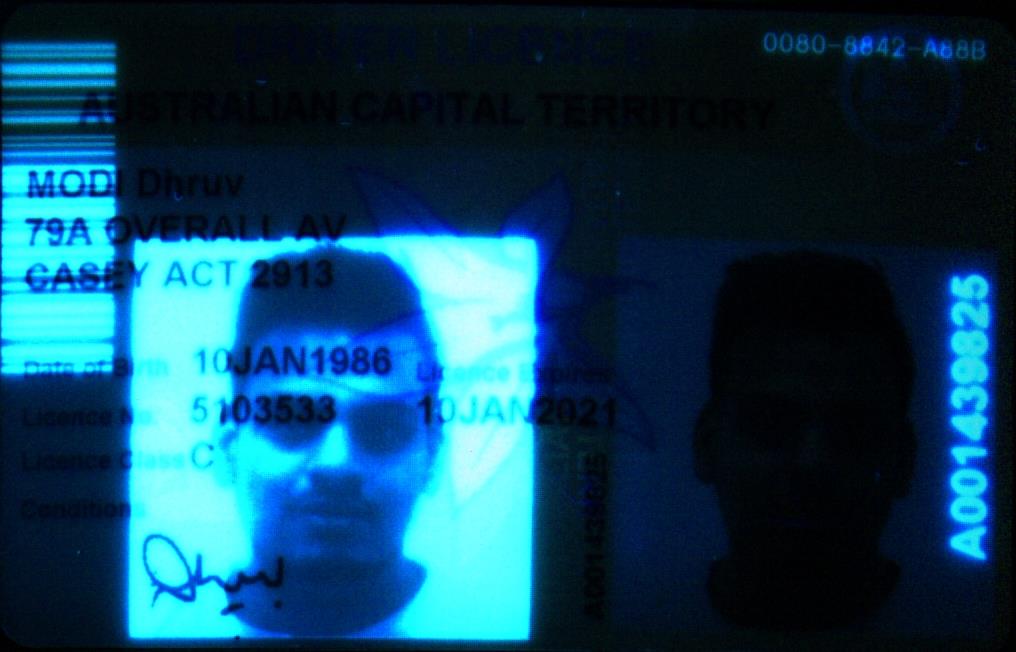 DRIVER LICENCE
0080-8842-A88B
AUSTRALIAN CAPITAL TERRITORY
MODI Dhruv
79A OVERALL AV
CASEY ACT 2913
Date of Birth 10JAN1986 Licence Expires
Licence No. 5103533 10JAN2021
Licence Class C
Conditions
Dhruv
A001439825
A001439825